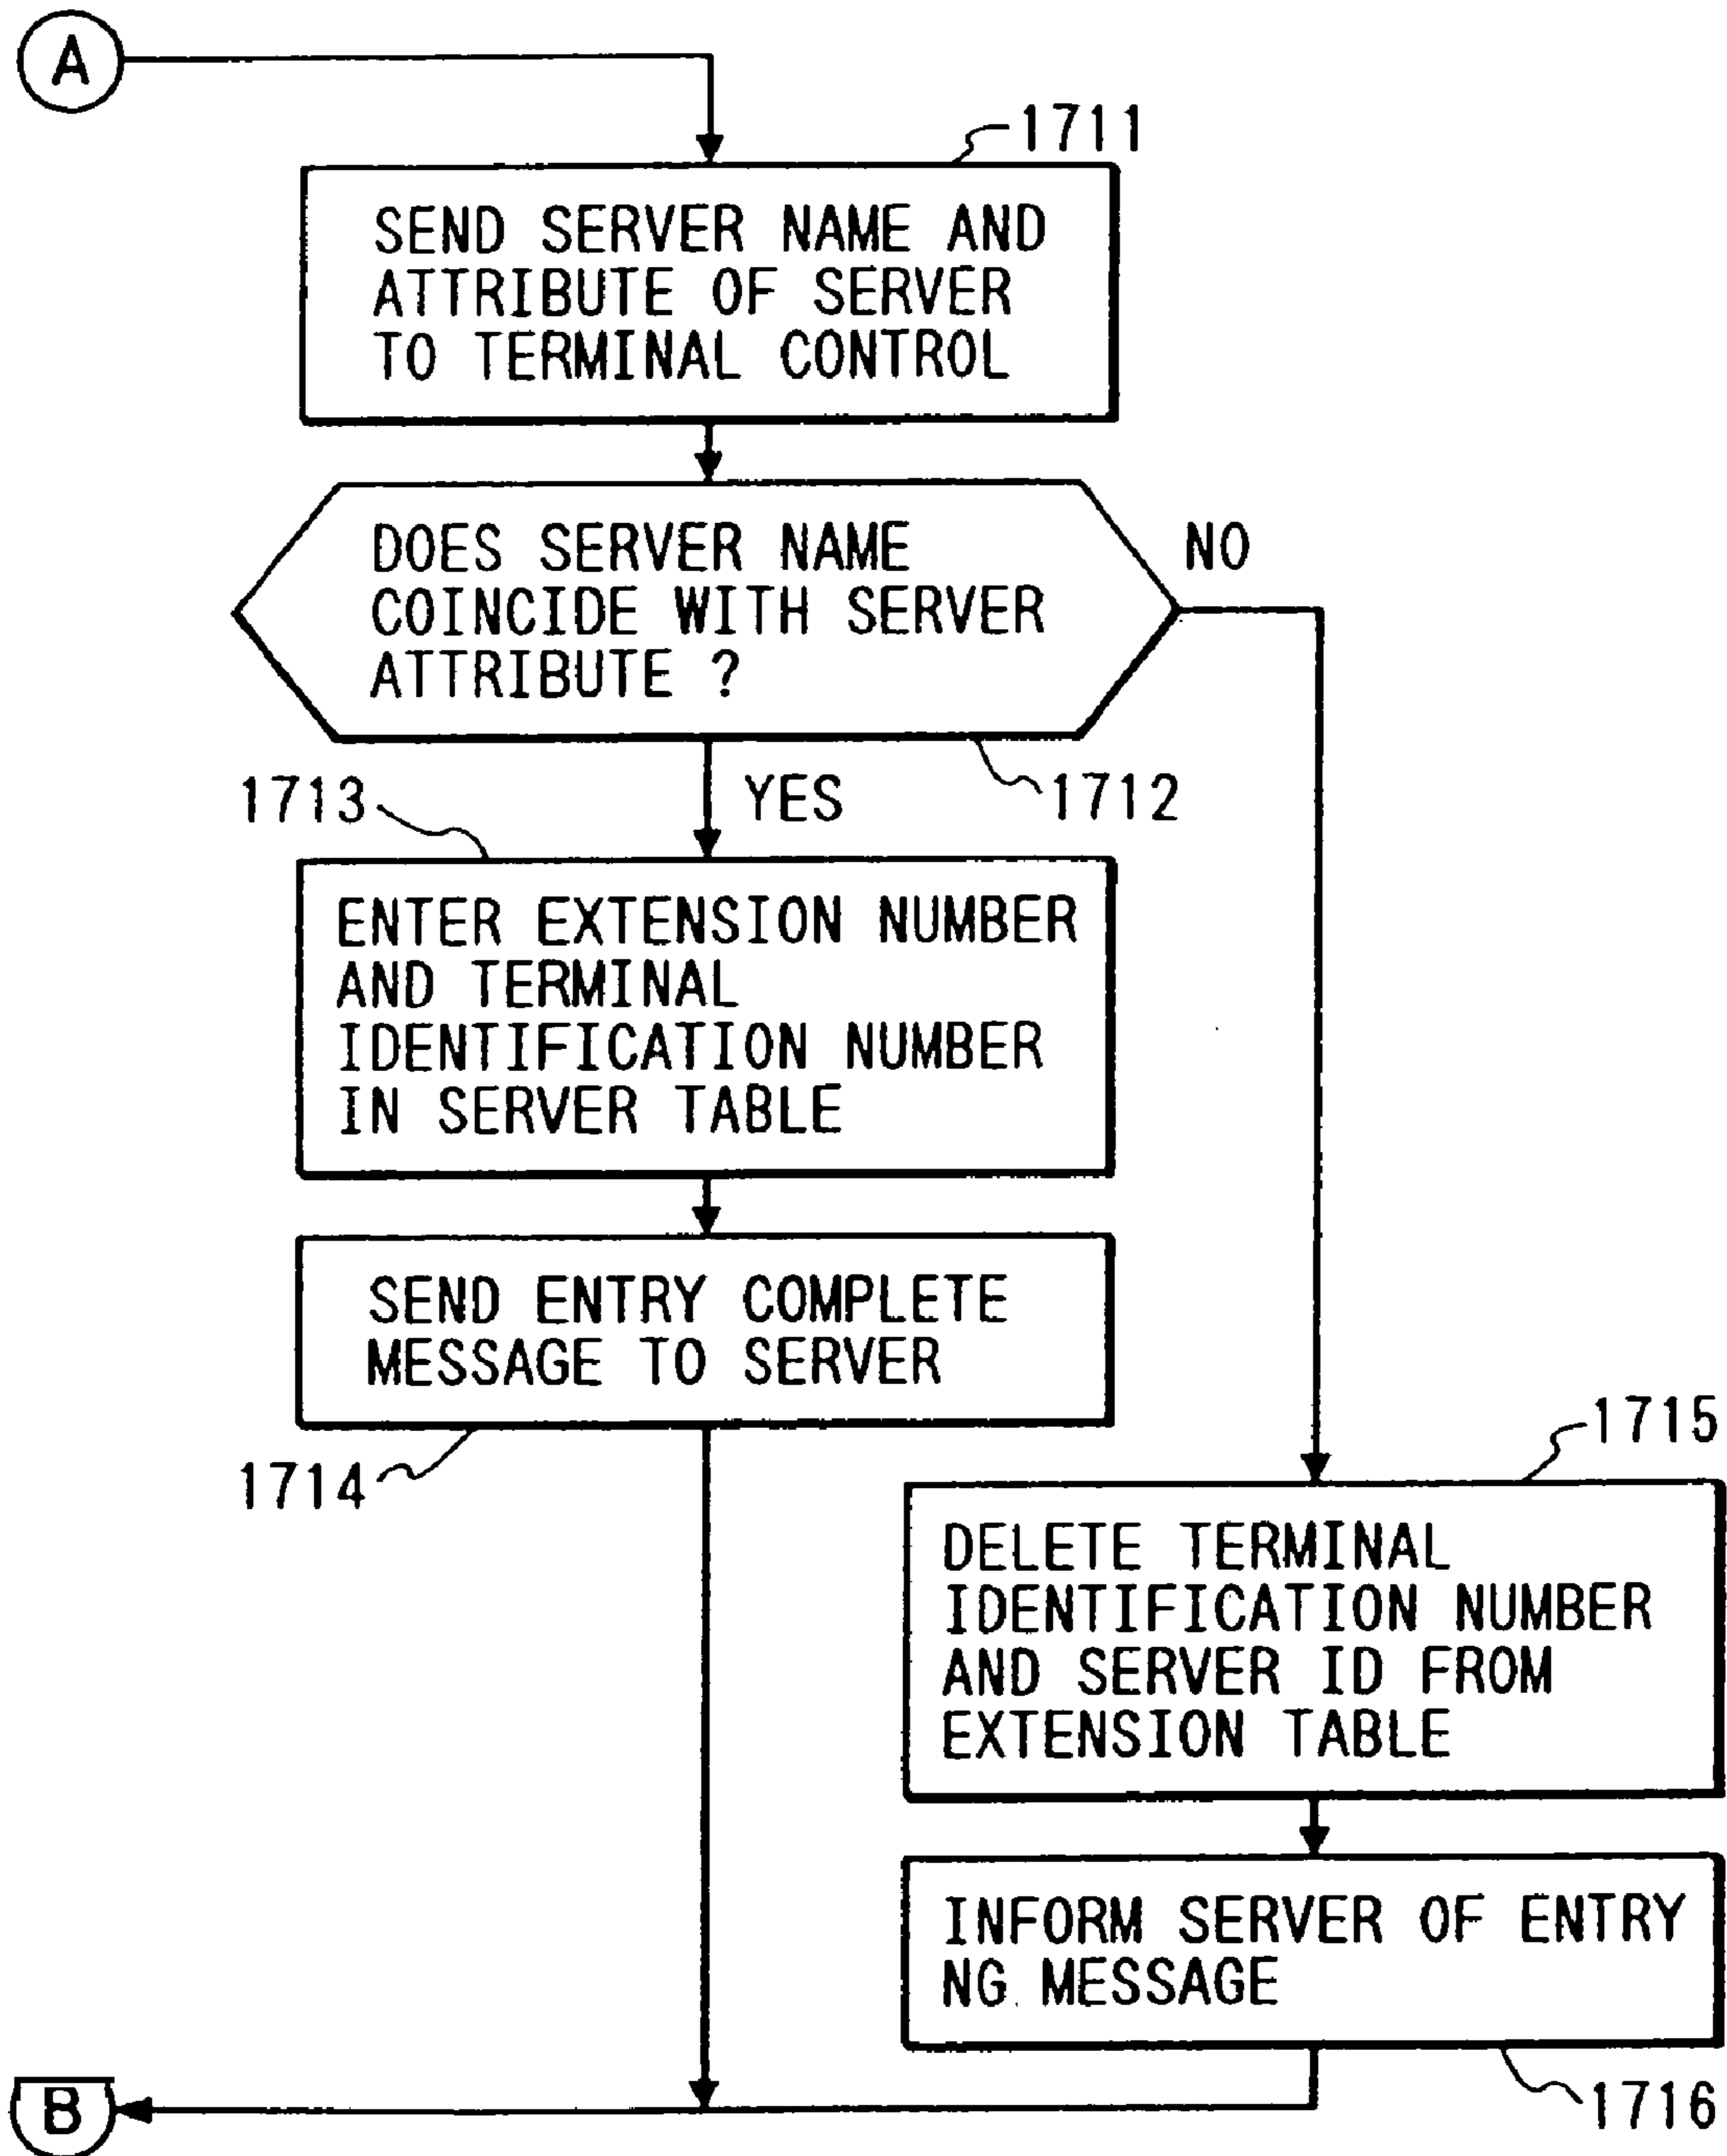 A
1711
SEND SERVER NAME AND
ATTRIBUTE OF SERVER
TO TERMINAL CONTROL
DOES SERVER NAME
COINCIDE WITH SERVER
ATTRIBUTE ?
NO
1713
YES
1712
ENTER EXTENSION NUMBER
AND TERMINAL
IDENTIFICATION NUMBER
IN SERVER TABLE
SEND ENTRY COMPLETE
MESSAGE TO SERVER
1714
1715
DELETE TERMINAL
IDENTIFICATION NUMBER
AND SERVER ID FROM
EXTENSION TABLE
INFORM SERVER OF ENTRY
NG MESSAGE
B
1716